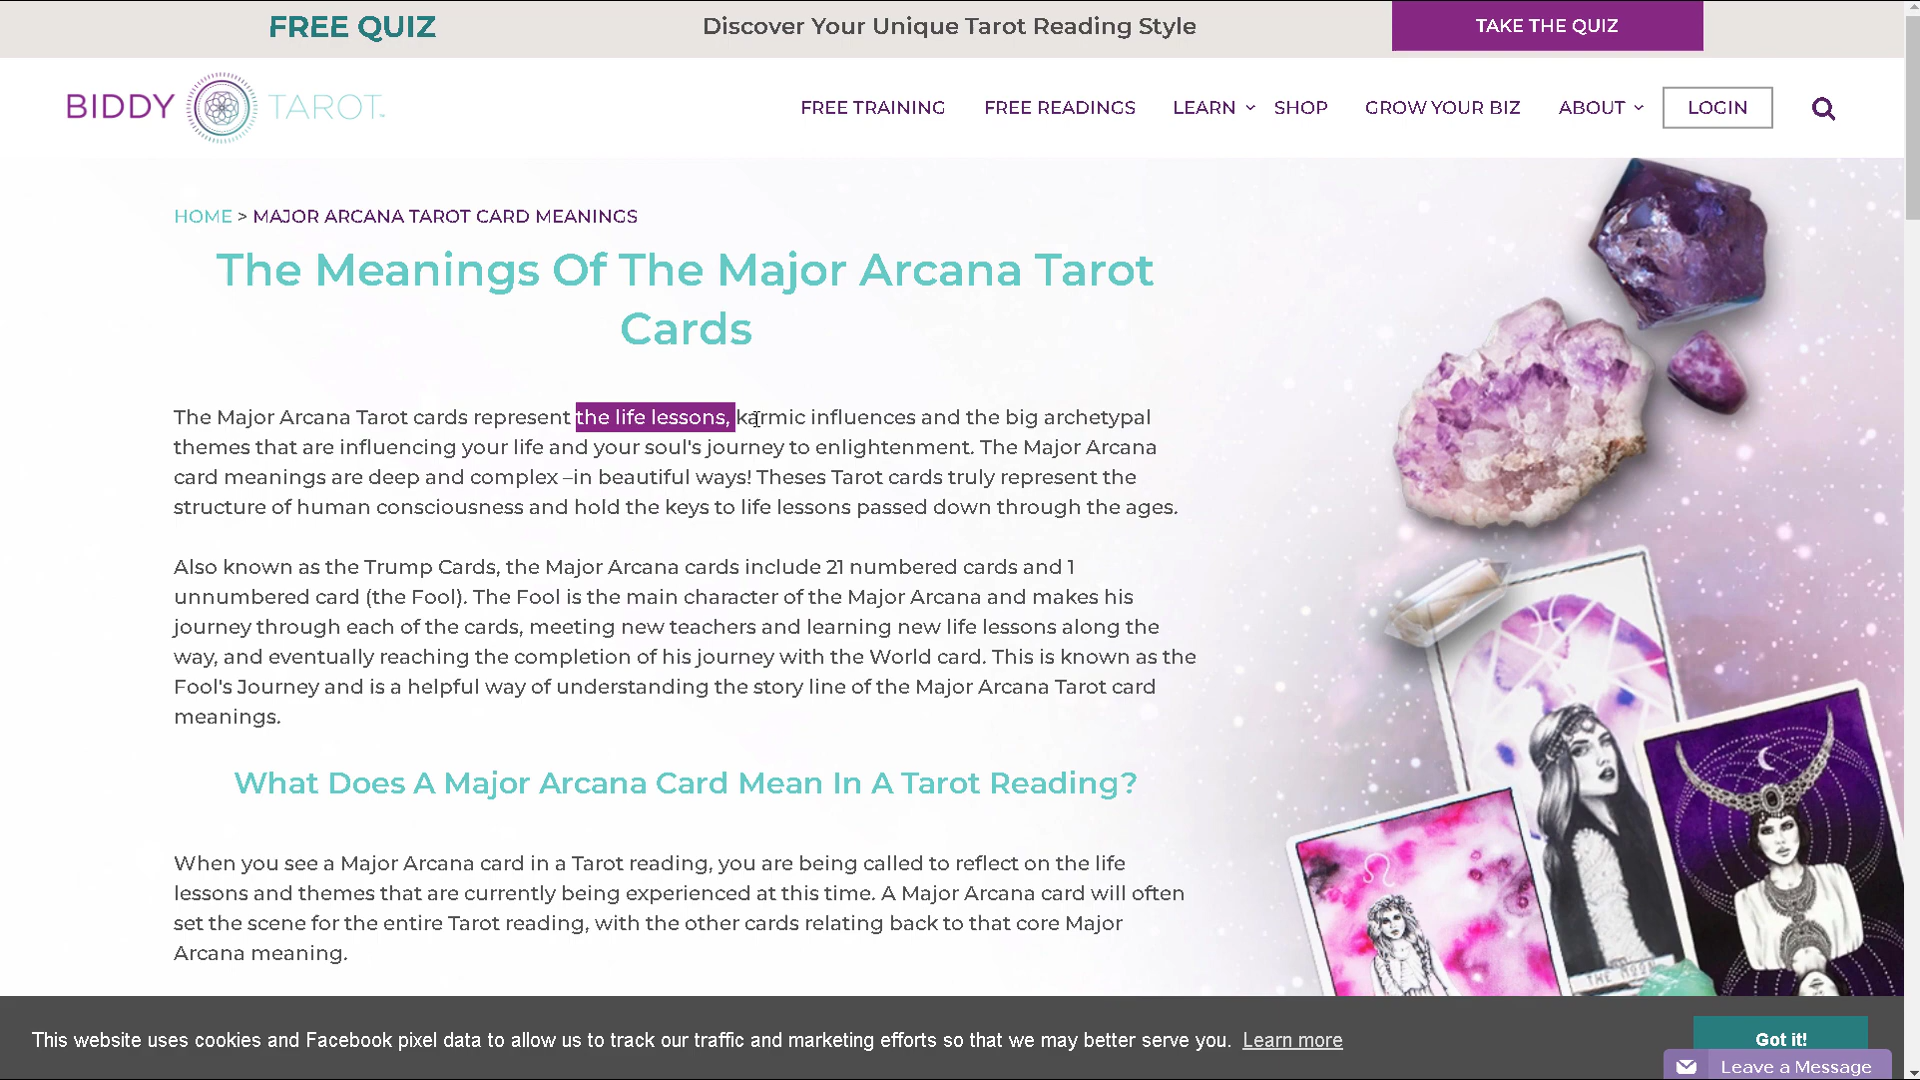 FREE QUIZ
Discover Your Unique Tarot Reading Style
TAKE THE QUIZ
BIDDY TAROT
FREE TRAINING
FREE READINGS
LEARN
SHOP
GROW YOUR BIZ
ABOUT
LOGIN
HOME > MAJOR ARCANA TAROT CARD MEANINGS
The Meanings Of The Major Arcana Tarot
Cards
The Major Arcana Tarot cards represent the life lessons, karmic influences and the big archetypal
themes that are influencing your life and your soul's journey to enlightenment. The Major Arcana
card meanings are deep and complex –in beautiful ways! Theses Tarot cards truly represent the
structure of human consciousness and hold the keys to life lessons passed down through the ages.
Also known as the Trump Cards, the Major Arcana cards include 21 numbered cards and 1
unnumbered card (the Fool). The Fool is the main character of the Major Arcana and makes his
journey through each of the cards, meeting new teachers and learning new life lessons along the
way, and eventually reaching the completion of his journey with the World card. This is known as the
Fool's Journey and is a helpful way of understanding the story line of the Major Arcana Tarot card
meanings.
What Does A Major Arcana Card Mean In A Tarot Reading?
When you see a Major Arcana card in a Tarot reading, you are being called to reflect on the life
lessons and themes that are currently being experienced at this time. A Major Arcana card will often
set the scene for the entire Tarot reading, with the other cards relating back to that core Major
Arcana meaning.
THE MOON
This website uses cookies and Facebook pixel data to allow us to track our traffic and marketing efforts so that we may better serve you. Learn more
Got it!
Leave a Message